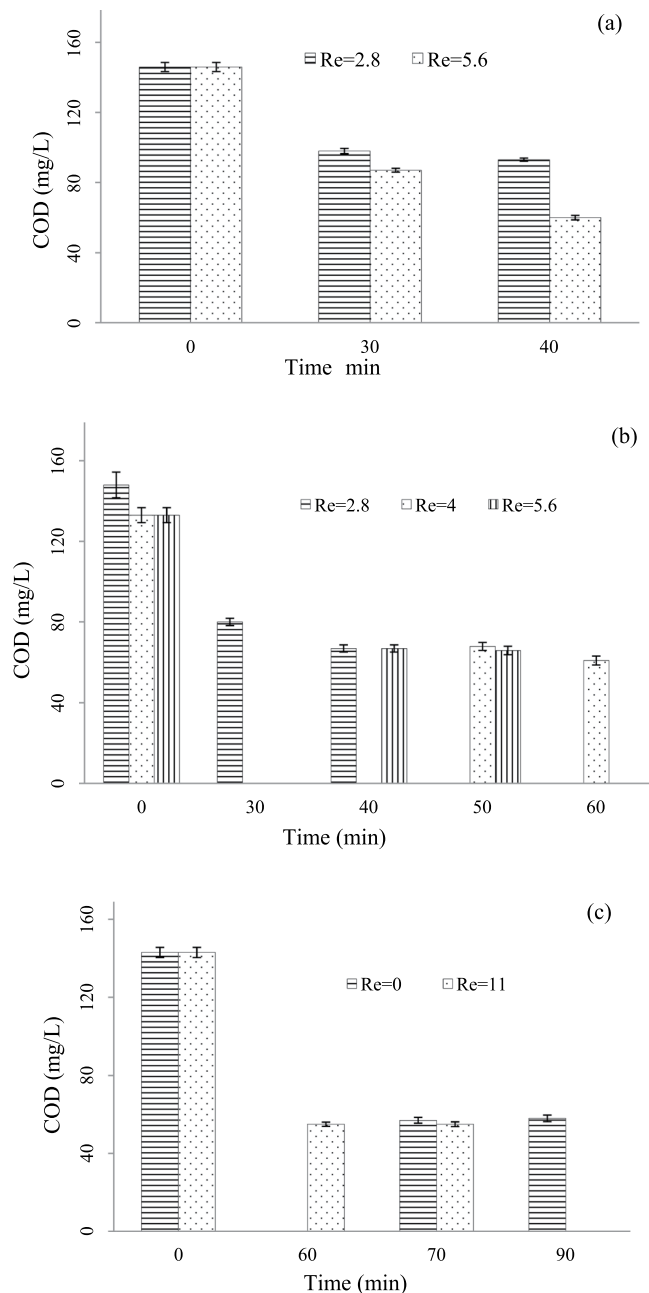 (a)
160
120
80
40
0
COD (mg/L)
Re=2.8 Re=5.6
0 30 40
Time min
(b)
160
120
80
40
0
COD (mg/L)
Re=2.8 Re=4 Re=5.6
0 30 40 50 60
Time (min)
(c)
160
120
80
40
0
COD (mg/L)
Re=0 Re=11
0 60 70 90
Time (min)